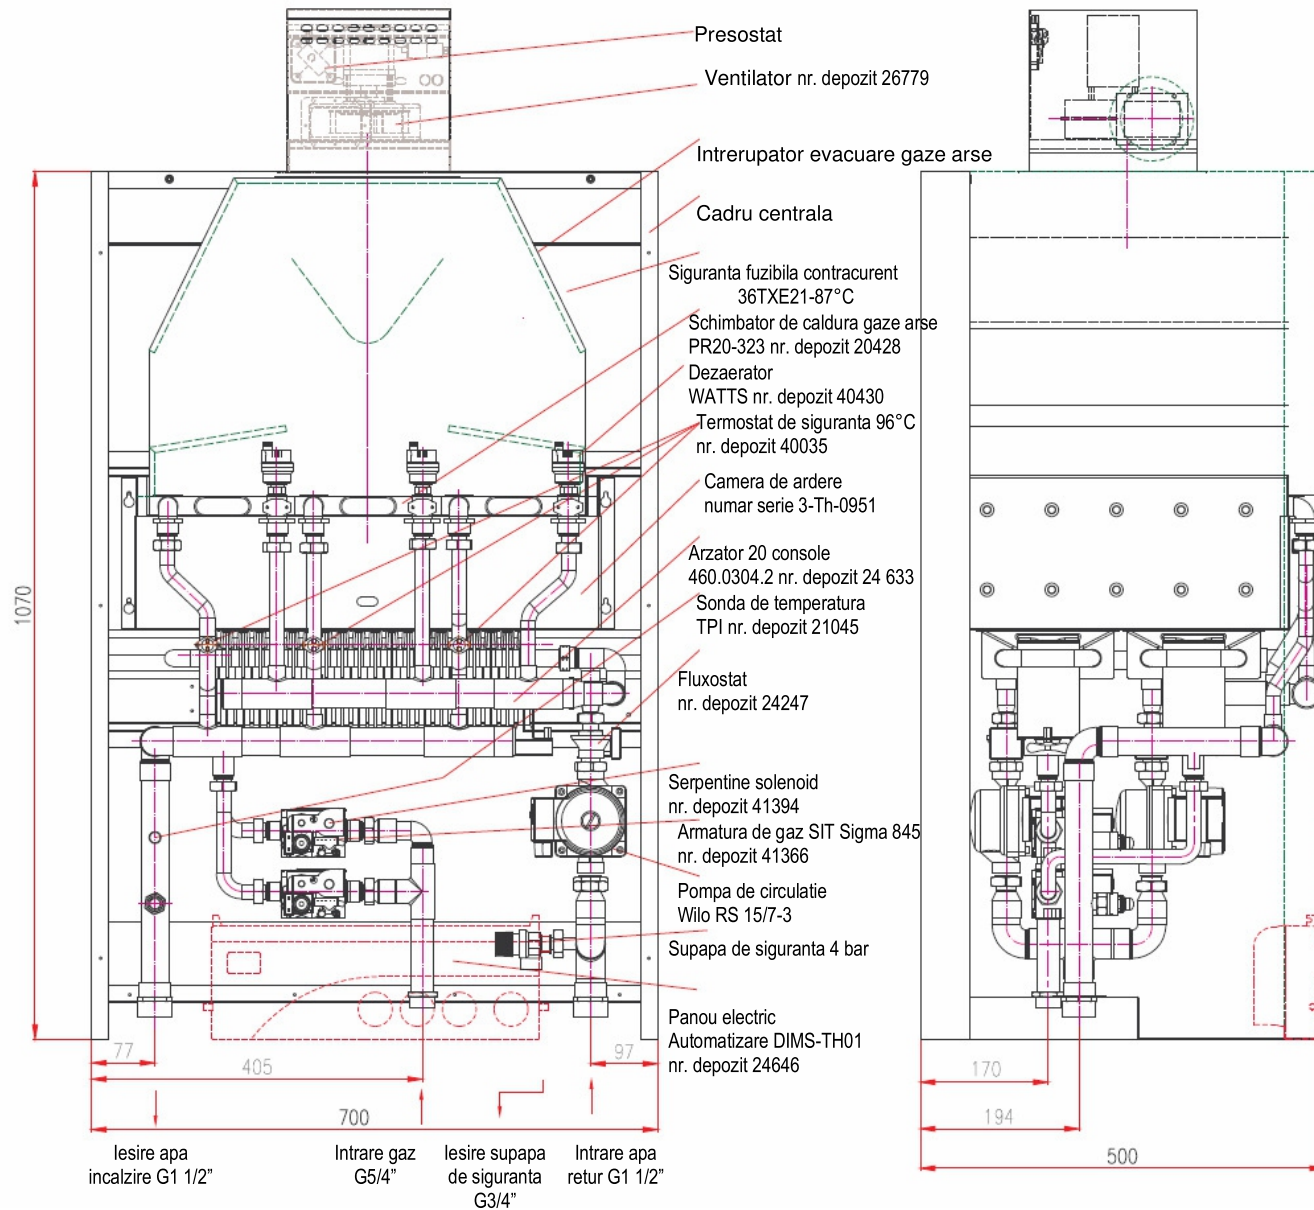 Presostat
Ventilator nr. depozit 26779
Intrerupator evacuare gaze arse
Cadru centrala
Siguranta fuzibila contracurent
36TXE21-87°C
Schimbator de caldura gaze arse
PR20-323 nr. depozit 20428
Dezaerator
WATTS nr. depozit 40430
Termostat de siguranta 96°C
nr. depozit 40035
Camera de ardere
numar serie 3-Th-0951
Arzator 20 console
460.0304.2 nr. depozit 24 633
Sonda de temperatura
TPI nr. depozit 21045
Fluxostat
nr. depozit 24247
Serpentine solenoid
nr. depozit 41394
Armatura de gaz SIT Sigma 845
nr. depozit 41366
Pompa de circulatie
Wilo RS 15/7-3
Supapa de siguranta 4 bar
Panou electric
Automatizare DIMS-TH01
nr. depozit 24646
1070
77
405
97
700
170
194
500
Iesire apa
incalzire G1 1/2”
Intrare gaz
G5/4”
Iesire supapa
de siguranta
G3/4”
Intrare apa
retur G1 1/2”